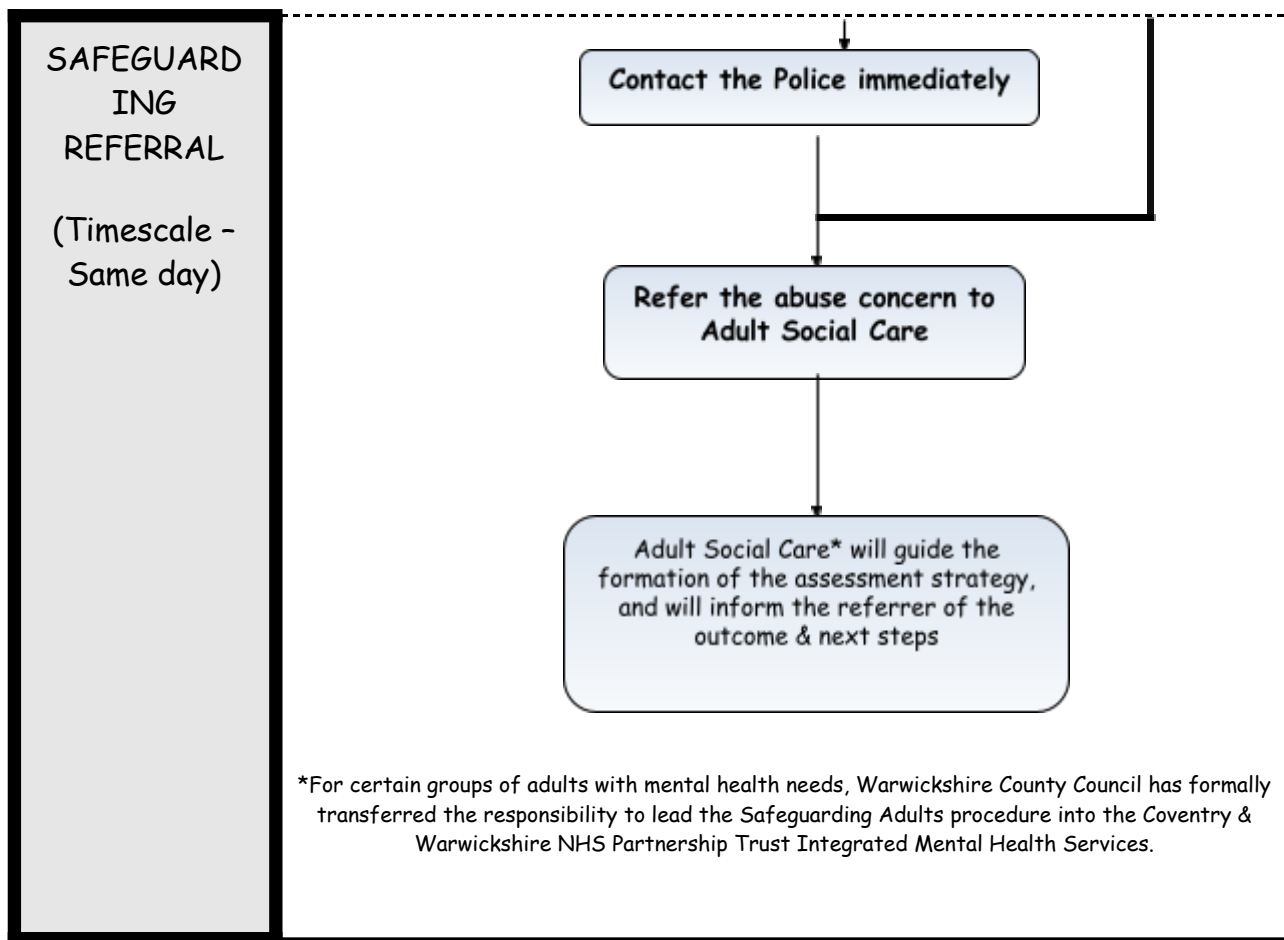 SAFEGUARD
ING
REFERRAL
(Timescale –
Same day)
Contact the Police immediately
Refer the abuse concern to
Adult Social Care
Adult Social Care* will guide the
formation of the assessment strategy,
and will inform the referrer of the
outcome & next steps
*For certain groups of adults with mental health needs, Warwickshire County Council has formally
transferred the responsibility to lead the Safeguarding Adults procedure into the Coventry &
Warwickshire NHS Partnership Trust Integrated Mental Health Services.